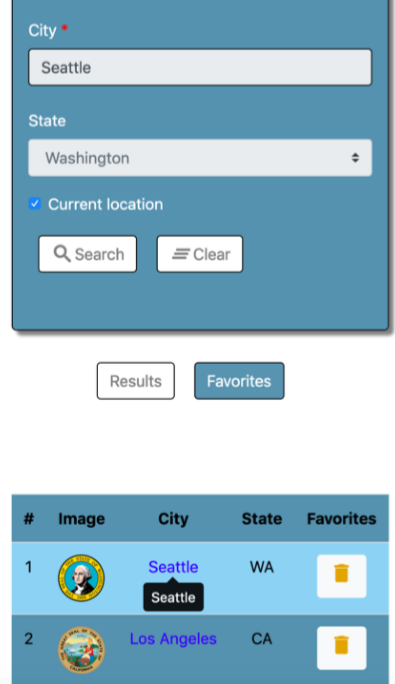 City *
Seattle
State
Washington
Current location
Search Clear
Results Favorites
# Image City State Favorites
1 Seattle WA
Seattle
2 Los Angeles CA